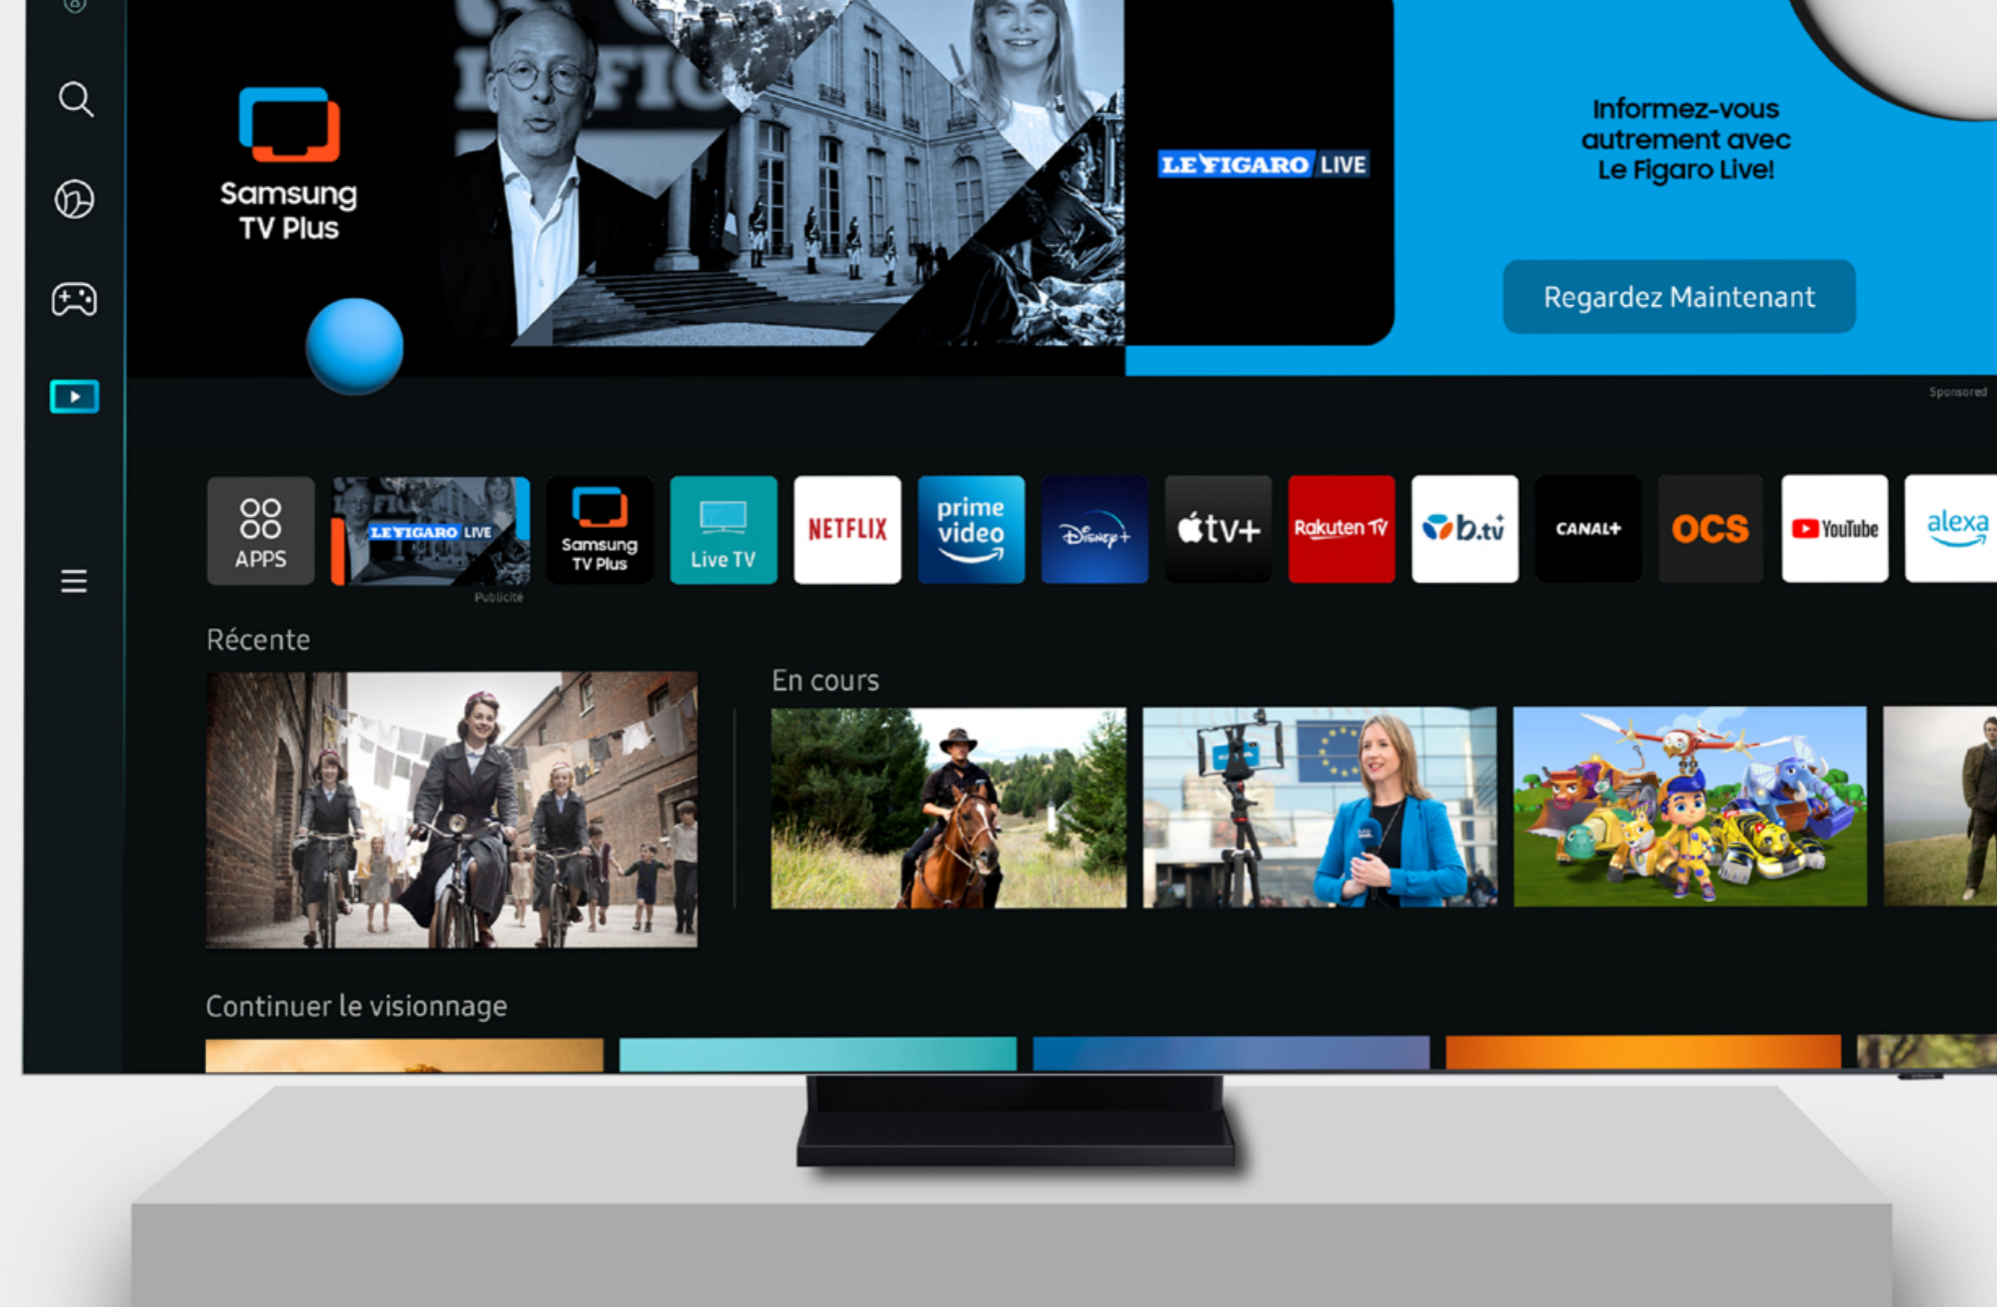 Samsung
TV Plus
LE FIGARO LIVE
Informez-vous
autrement avec
Le Figaro Live!
Regardez Maintenant
Sponsored
APPS
LE FIGARO LIVE
Samsung
TV Plus
Live TV
NETFLIX
prime
video
Disney+
tv+
Rakuten TV
b.tv+
CANAL+
OCS
YouTube
alexa
Publicité
Récente
En cours
Continuer le visionnage